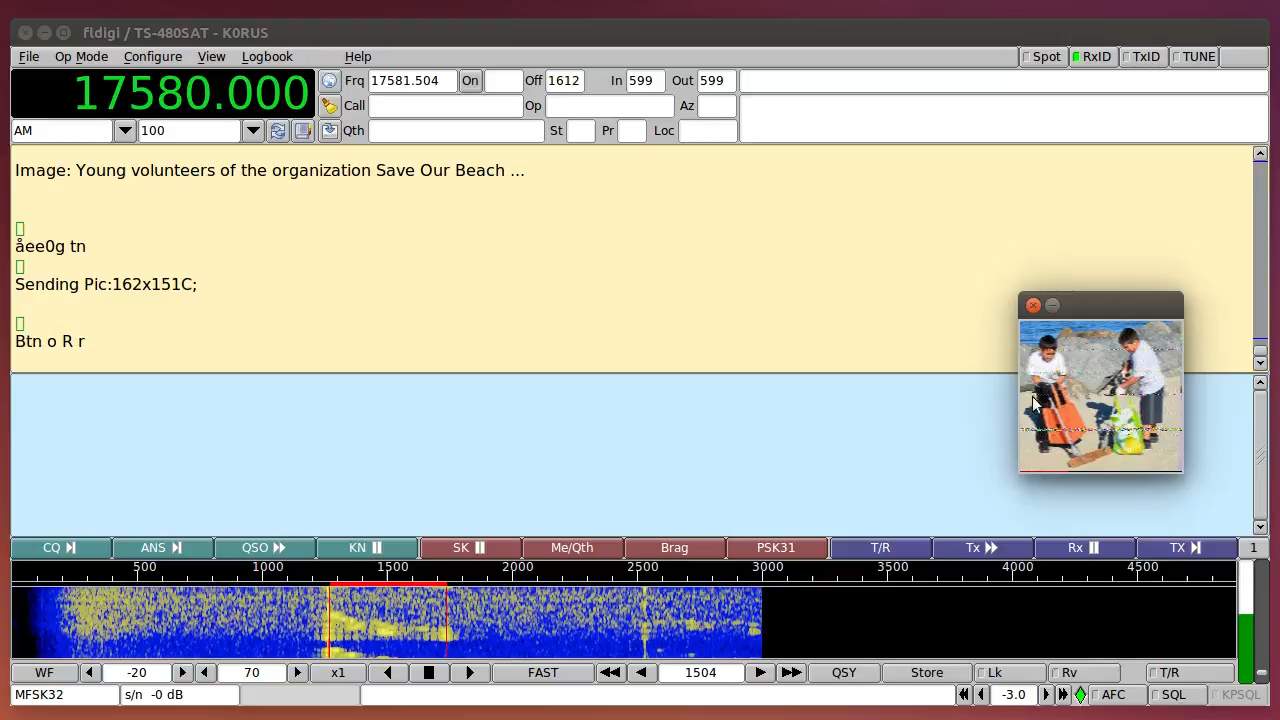 fldigi / TS-480SAT - K0RUS
File Op Mode Configure View Logbook Help Spot RxID TxID TUNE
17580.000 Frq 17581.504 On Off 1612 In 599 Out 599
Call Op Az
AM 100 Qth St Pr Loc
Image: Young volunteers of the organization Save Our Beach ...
åee0g tn
Sending Pic:162x151C;
Btn o R r
CQ ANS QSO KN SK Me/Qth Brag PSK31 T/R Tx Rx TX 1
500 1000 1500 2000 2500 3000 3500 4000 4500
WF -20 70 x1 FAST 1504 QSY Store Lk Rv T/R
MFSK32 s/n -0 dB -3.0 AFC SQL KPSQL